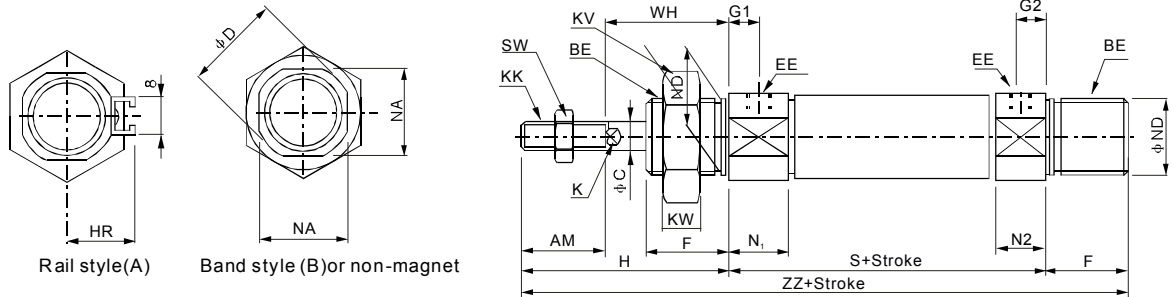 φD
8
NA
HR
NA
Rail style(A)
Band style (B)or non-magnet
WH
G1
G2
KV
BE
SW
KK
ND
EE
EE
BE
φND
K
φC
KW
AM
F
N1
N2
H
S+Stroke
F
ZZ+Stroke